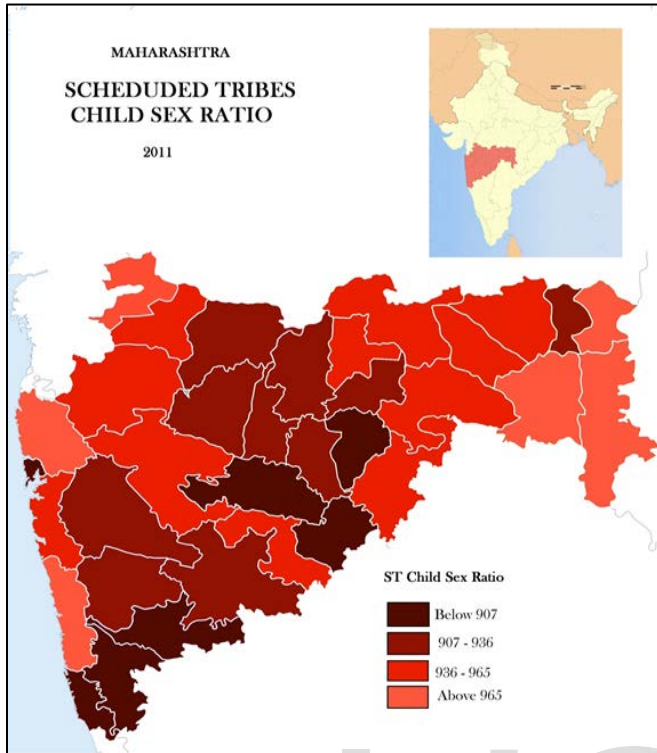 MAHARASHTRA
SCHEDUDED TRIBES
CHILD SEX RATIO
2011
ST Child Sex Ratio
Below 907
907 - 936
936 - 965
Above 965